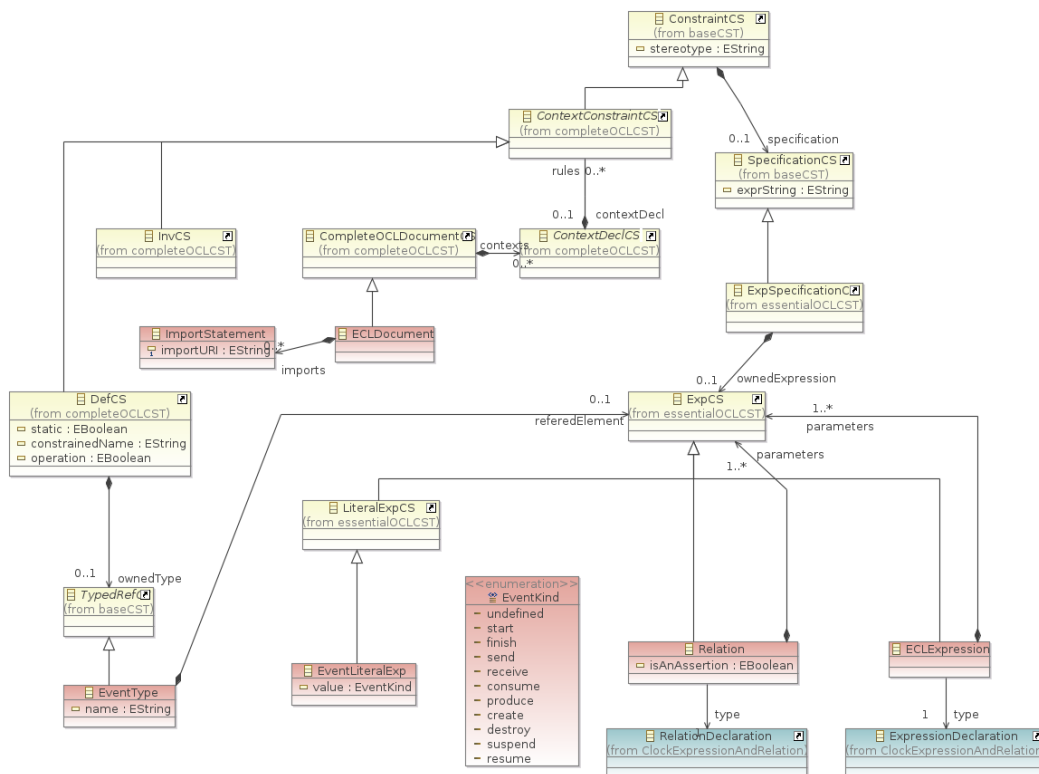 ConstraintCS
(from baseCST)
stereotype : EString
ContextConstraintCS
(from completeOCLCST)
0..1
specification
SpecificationCS
(from baseCST)
exprString : EString
rules 0..*
0..1
contextDecl
InvCS
(from completeOCLCST)
CompleteOCLDocumentCS
(from completeOCLCST)
contexts
0..*
ContextDeclCS
(from completeOCLCST)
ExpSpecificationC
(from essentialOCLCST)
ImportStatement
importURI : EString
0..*
imports
ECLDocument
0..1
ownedExpression
DefCS
(from completeOCLCST)
static : EBoolean
constrainedName : EString
operation : EBoolean
0..1
referedElement
ExpCS
(from essentialOCLCST)
1..*
parameters
parameters
1..*
LiteralExpCS
(from essentialOCLCST)
0..1
ownedType
TypedRefC
(from baseCST)
<<enumeration>>
EventKind
undefined
start
finish
send
receive
consume
produce
create
destroy
suspend
resume
Relation
isAnAssertion : EBoolean
ECLExpression
EventLiteralExp
value : EventKind
EventType
name : EString
type
1
1
type
RelationDeclaration
(from ClockExpressionAndRelation)
ExpressionDeclaration
(from ClockExpressionAndRelation)